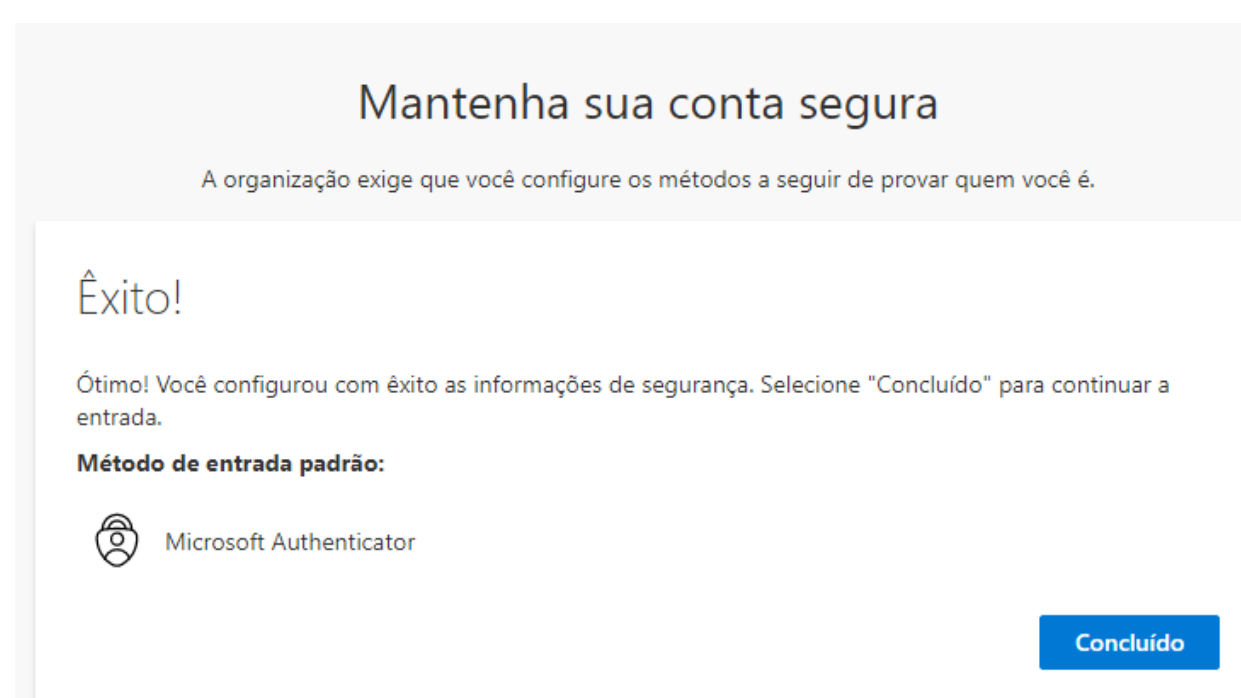 Mantenha sua conta segura
A organização exige que você configure os métodos a seguir de provar quem você é.
Êxito!
Ótimo! Você configurou com êxito as informações de segurança. Selecione "Concluído" para continuar a
entrada.
Método de entrada padrão:
Microsoft Authenticator
Concluído